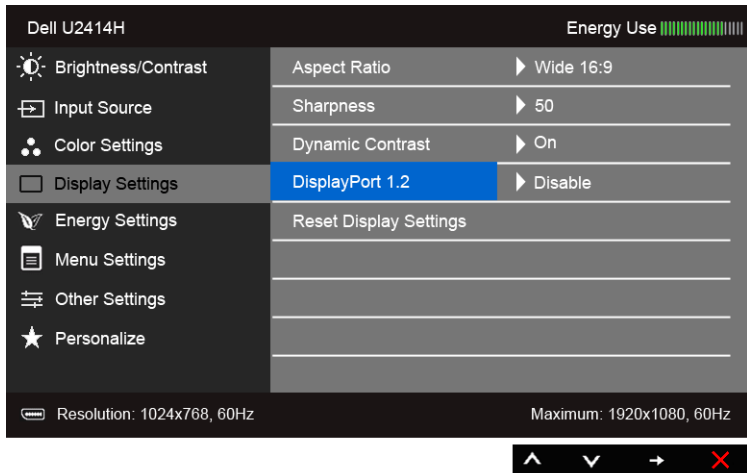 Dell U2414H
Energy Use
Brightness/Contrast
Input Source
Color Settings
Display Settings
Energy Settings
Menu Settings
Other Settings
Personalize
Aspect Ratio
Wide 16:9
Sharpness
50
Dynamic Contrast
On
DisplayPort 1.2
Disable
Reset Display Settings
Resolution: 1024x768, 60Hz
Maximum: 1920x1080, 60Hz